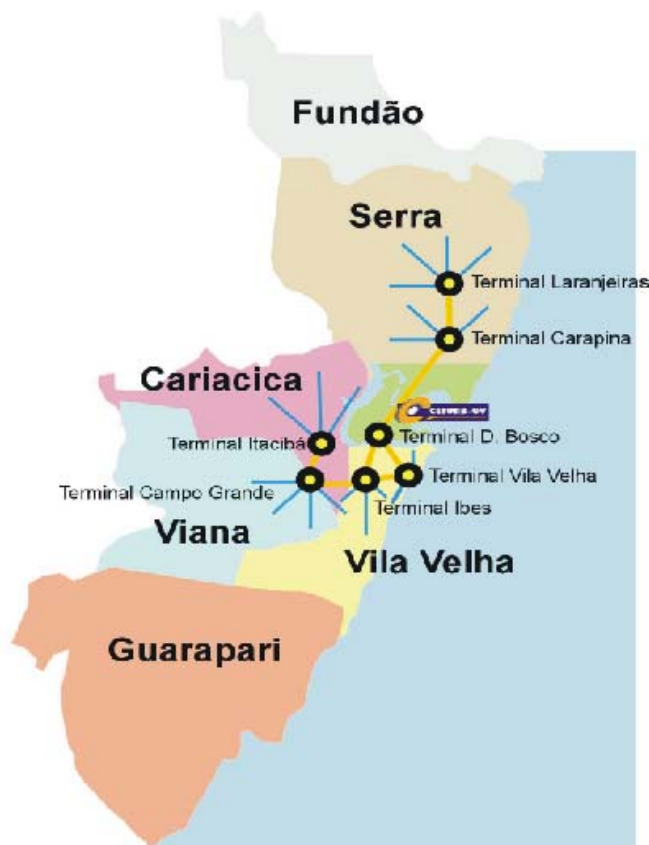 Fundão
Serra
Terminal Laranjeiras
Terminal Carapina
Cariacica
Terminal D. Bosco
Terminal Itacibá
Terminal Vila Velha
Terminal Campo Grande
Terminal Ibes
Viana
Vila Velha
Guarapari